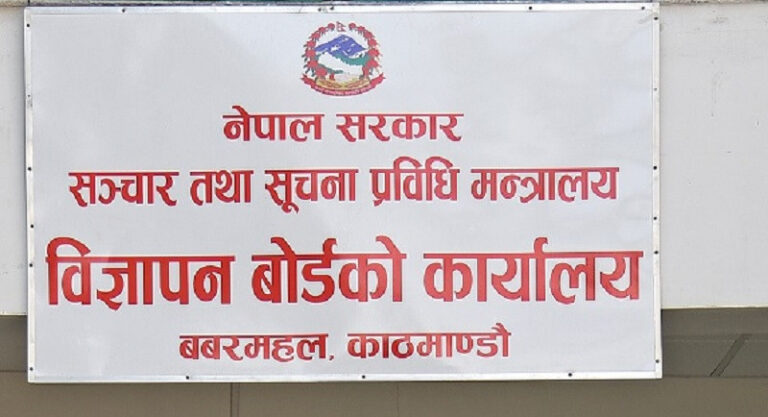 नेपाल सरकार
सञ्चार तथा सूचना प्रविधि मन्त्रालय
विज्ञापन बोर्डको कार्यालय
बबरमहल, काठमाण्डौ